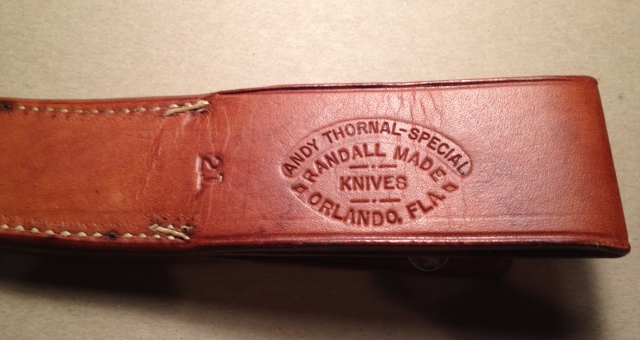 ANDY THORNAL-SPECIAL
RANDALL MADE
KNIVES
ORLANDO, FLA
21